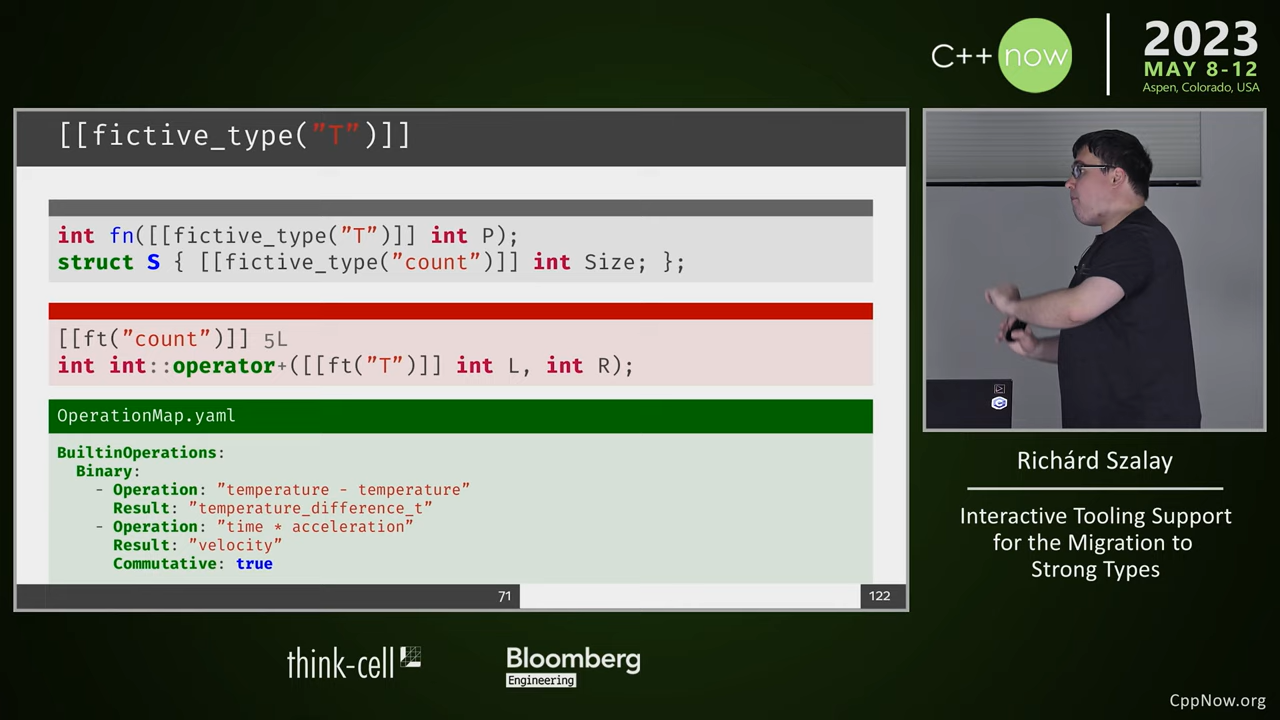 C++ now
2023
MAY 8-12
Aspen, Colorado, USA
[[fictive_type(”T”)]]
int fn([[fictive_type(”T”)]] int P);
struct S { [[fictive_type(”count”)]] int Size; };
[[ft(”count”)]] 5L
int int::operator+([[ft(”T”)]] int L, int R);
OperationMap.yaml
BuiltinOperations:
Binary:
- Operation: ”temperature - temperature”
Result: ”temperature_difference_t”
- Operation: ”time * acceleration”
Result: ”velocity”
Commutative: true
71
122
Richárd Szalay
Interactive Tooling Support
for the Migration to
Strong Types
think-cell
Bloomberg
Engineering
CppNow.org